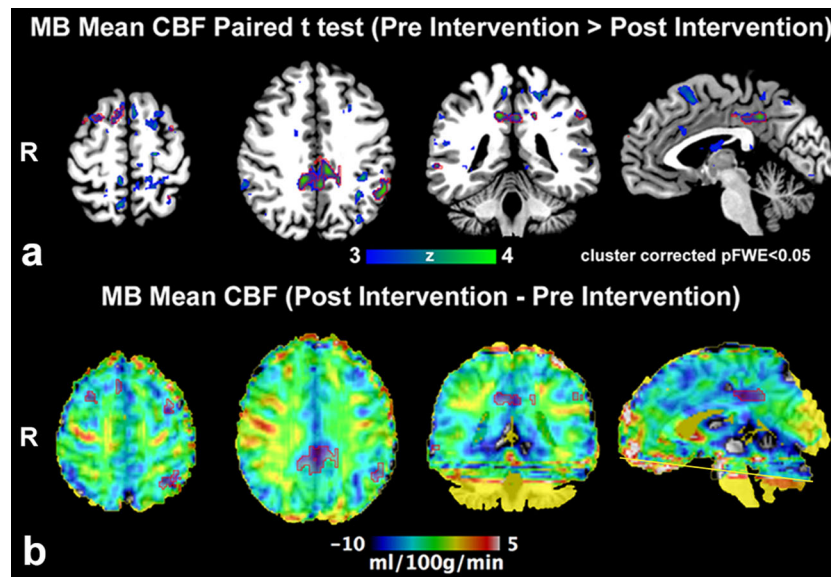 MB Mean CBF Paired t test (Pre Intervention > Post Intervention)
R
a
3 z 4
cluster corrected pFWE<0.05
MB Mean CBF (Post Intervention - Pre Intervention)
R
b
-10 5
ml/100g/min